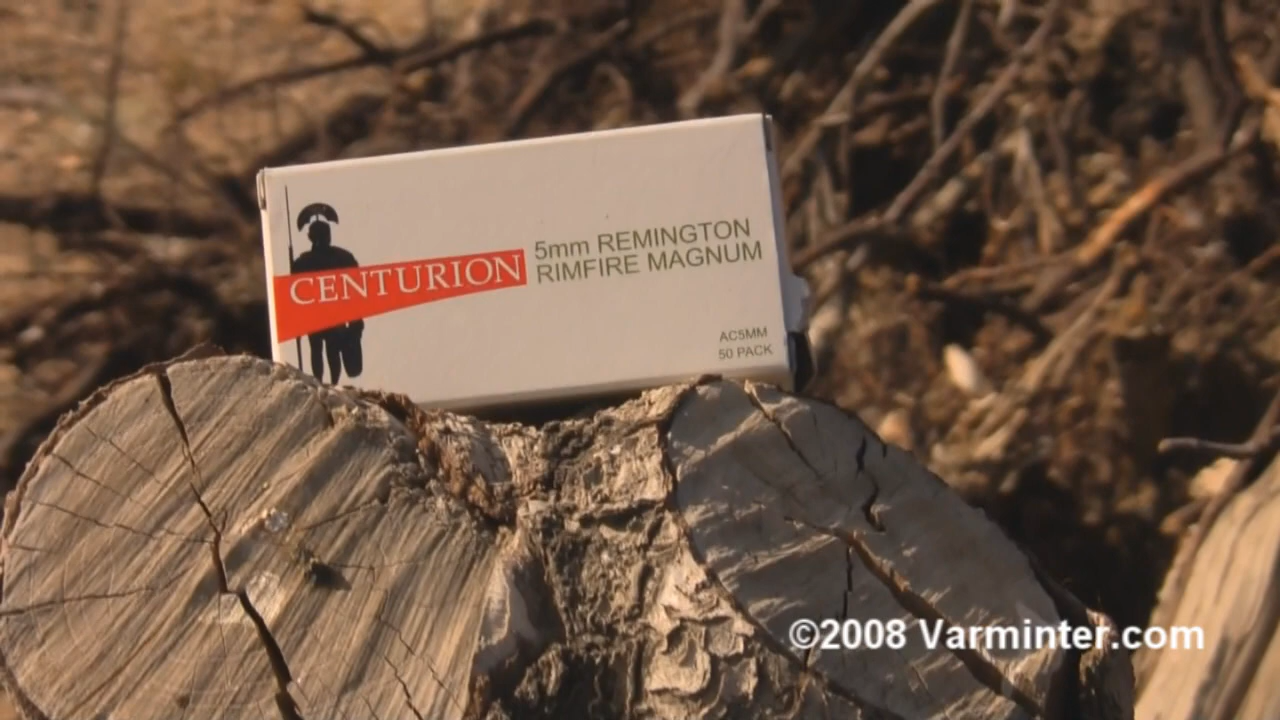 CENTURION
5mm REMINGTON
RIMFIRE MAGNUM
AC5MM
50 PACK
©2008 Varminter.com